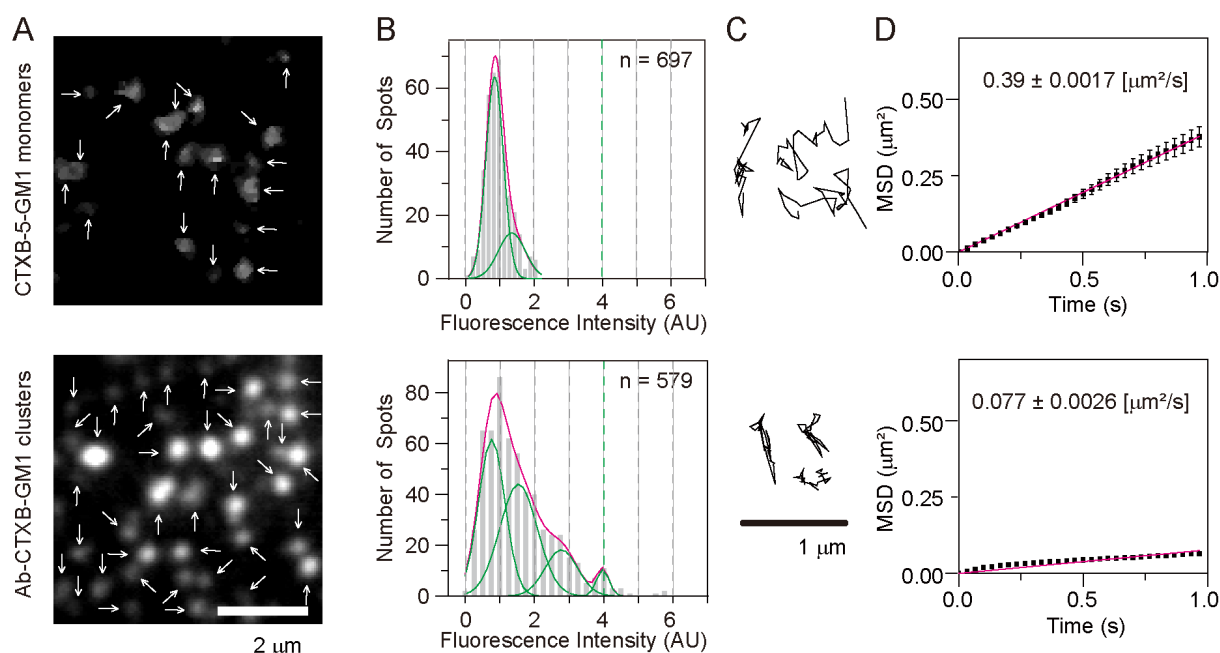 A
B
C
D
CTXB-5-GM1 monomers
Number of Spots
60
40
20
0
n = 697
0 2 4 6
Fluorescence Intensity (AU)
MSD (µm²)
0.50
0.25
0.00
0.39 ± 0.0017 [µm²/s]
0.0 0.5 1.0
Time (s)
Ab-CTXB-GM1 clusters
2 µm
Number of Spots
80
60
40
20
0
n = 579
0 2 4 6
Fluorescence Intensity (AU)
1 µm
MSD (µm²)
0.50
0.25
0.00
0.077 ± 0.0026 [µm²/s]
0.0 0.5 1.0
Time (s)